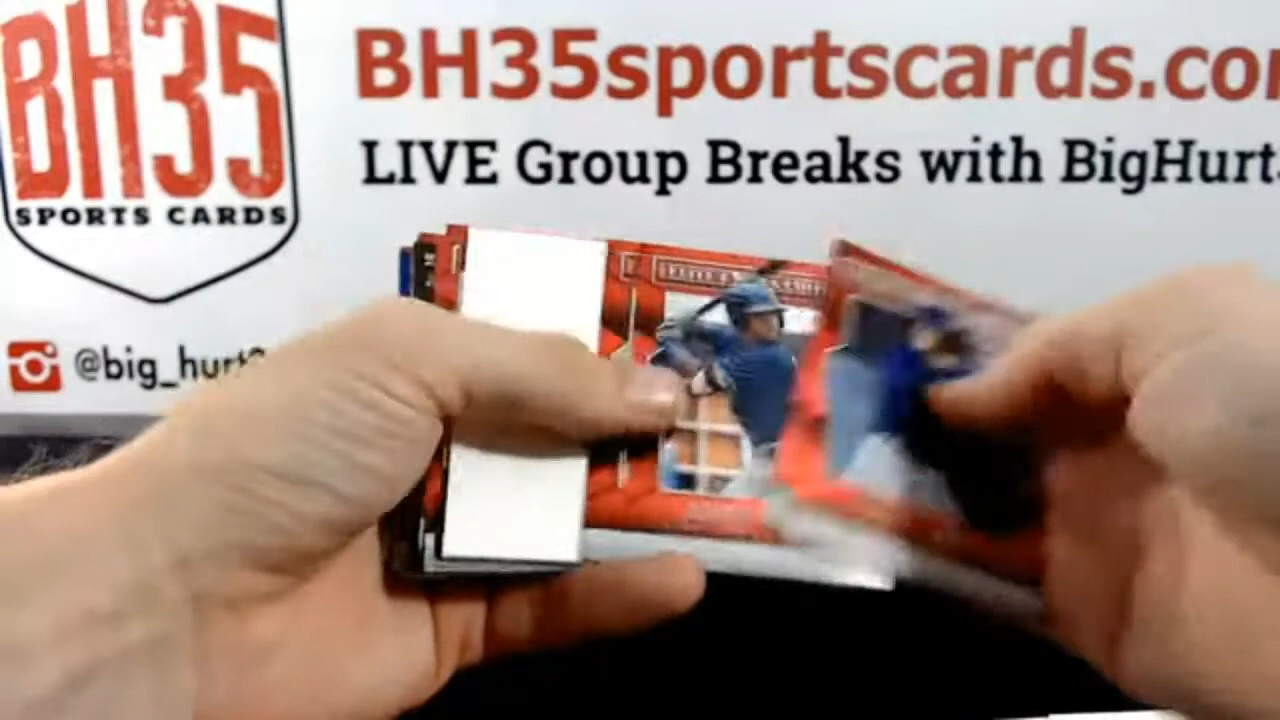 BH35
SPORTS CARDS
BH35sportscards.co
LIVE Group Breaks with BigHurt
@big_hurt